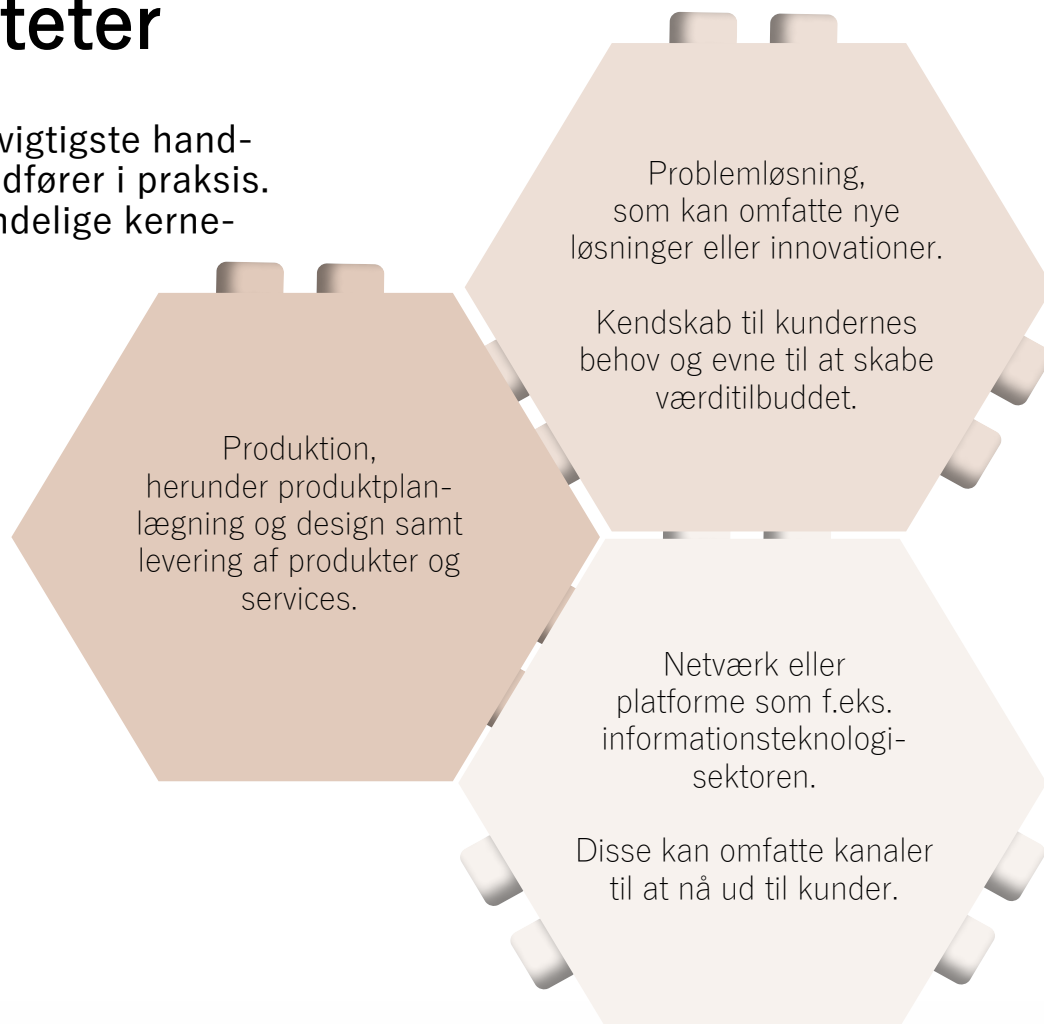 teter
vigtigste hand-
dfører i praksis.
ndelige kerne-
Problemløsning,
som kan omfatte nye
løsninger eller innovationer.
Kendskab til kundernes
behov og evne til at skabe
værditilbuddet.
Produktion,
herunder produktplan-
lægning og design samt
levering af produkter og
services.
Netværk eller
platforme som f.eks.
informationsteknologi-
sektoren.
Disse kan omfatte kanaler
til at nå ud til kunder.